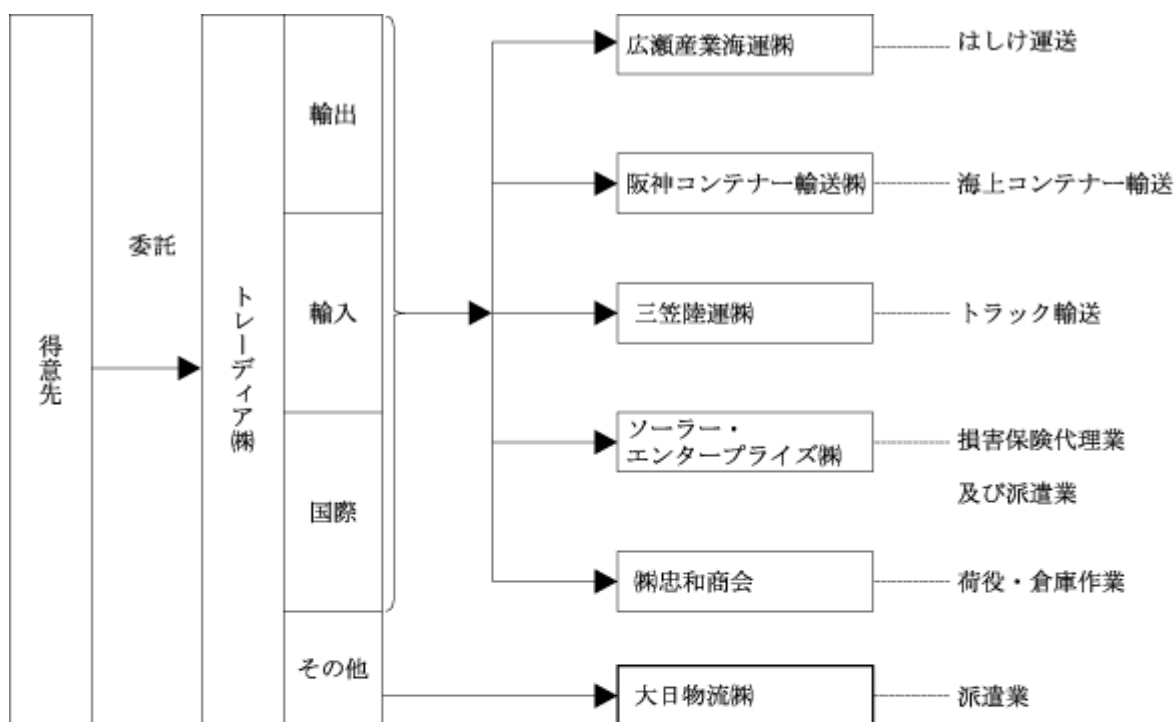 得意先
委託
トレーディア㈱
輸出
輸入
国際
その他
広瀬産業海運㈱
はしけ運送
阪神コンテナー輸送㈱
海上コンテナー輸送
三笠陸運㈱
トラック輸送
ソーラー・
エンタープライズ㈱
損害保険代理業
及び派遣業
㈱忠和商会
荷役・倉庫作業
大日物流㈱
派遣業